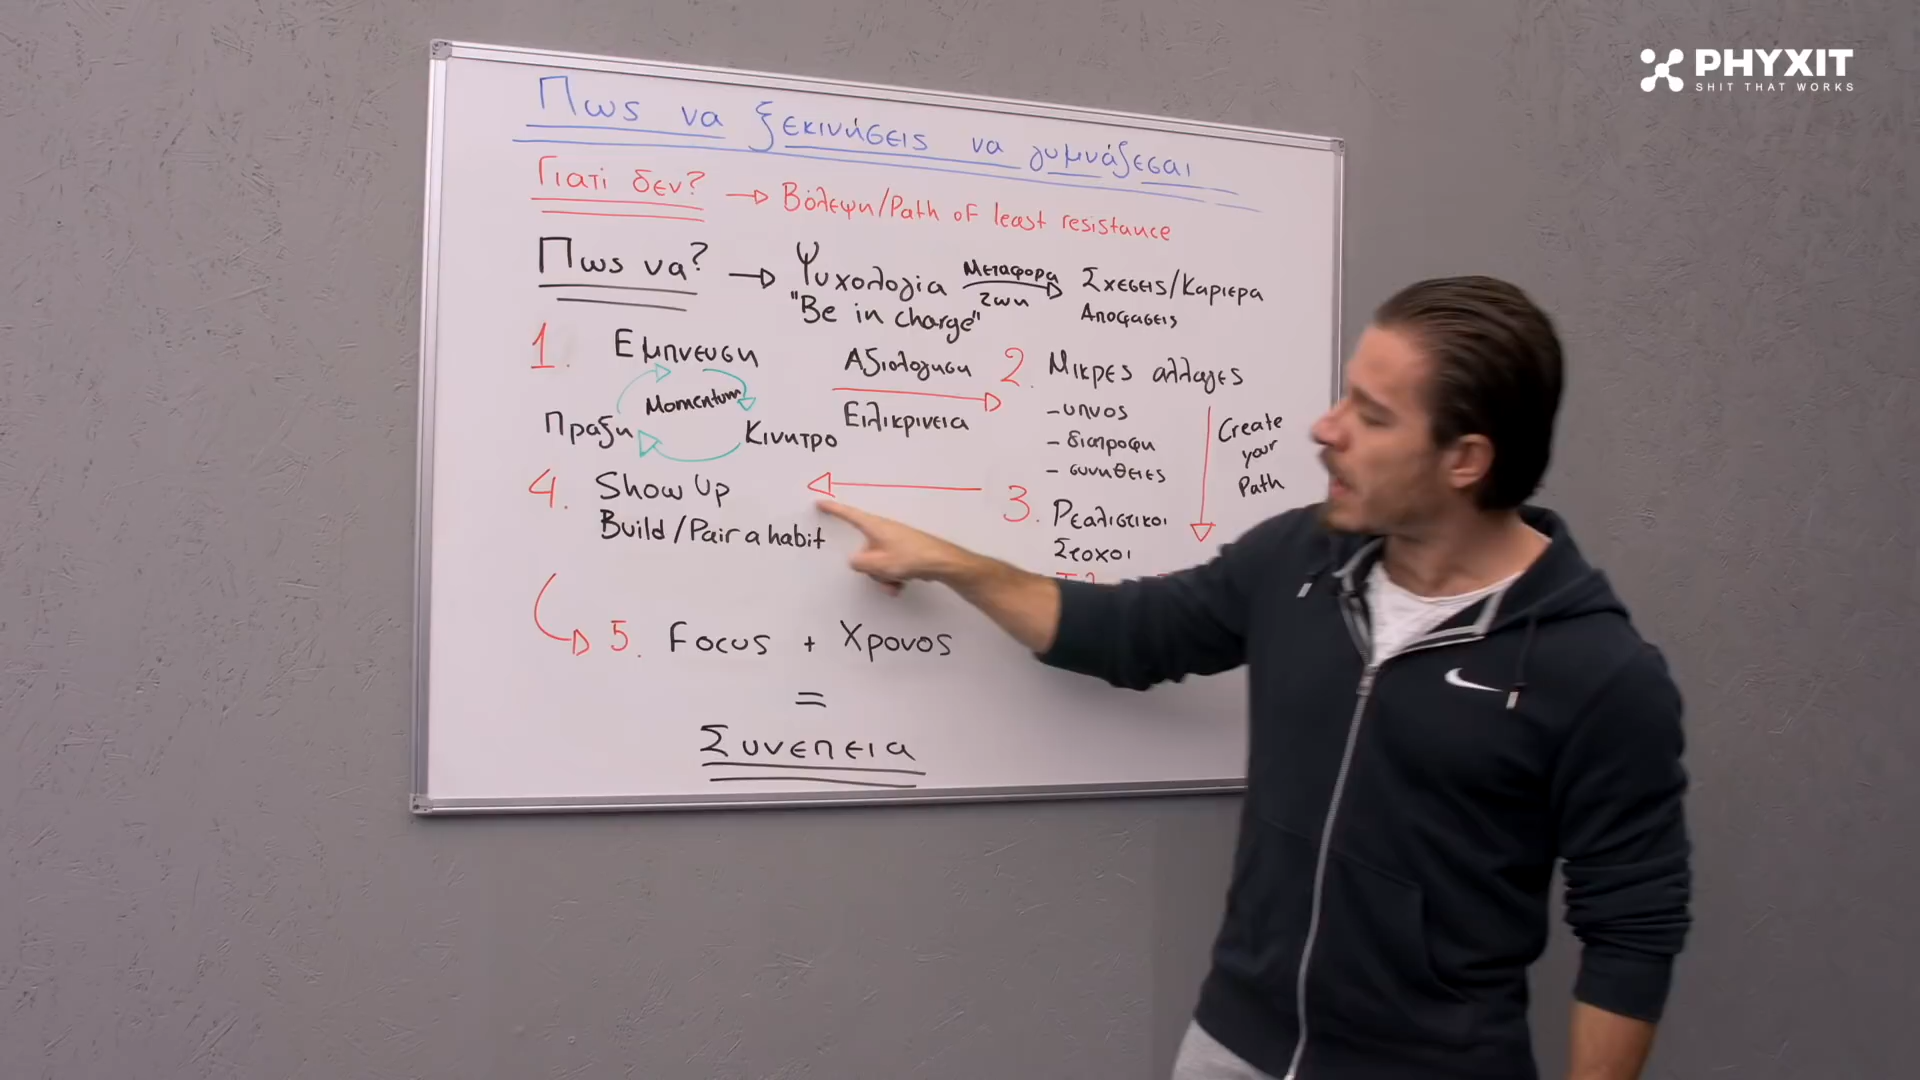 PHYXIT
SHIT THAT WORKS
Πως να ξεκινήσεις να γυμνάζεσαι
Γιατί δεν? → Βόλεψη/Path of least resistance
Πως να? → Ψυχολογία Μεταφορα Ζωη Σχεσεις/Καριερα
"Be in charge" Αποφασεις
1. Εμπνευση
Momentum
Πραξη Κινητρο
Αξιολογηση
Ειλικρινεια
2. Μικρες αλλαγες
- υπνος
- διατροφη
- συνηθειες
Create
your
Path
3. Ρεαλιστικοι
Στοχοι
4. Show Up
Build/Pair a habit
5. Focus + Χρονος
=
Συνεπεια